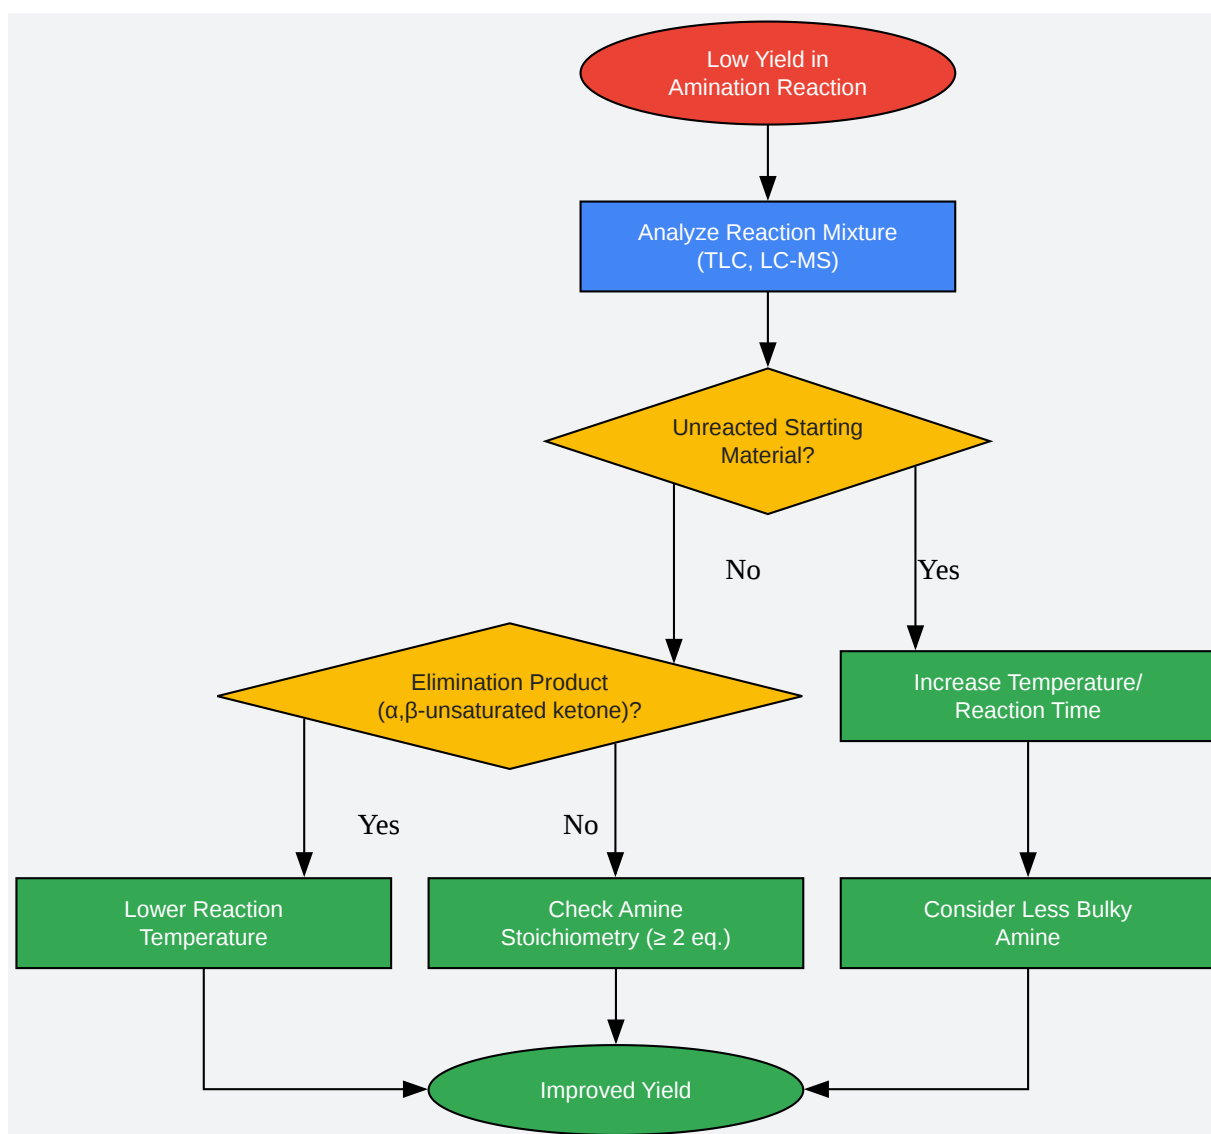 Low Yield in
Amination Reaction
Analyze Reaction Mixture
(TLC, LC-MS)
Unreacted Starting
Material?
No
Yes
Elimination Product
(α,β-unsaturated ketone)?
Increase Temperature/
Reaction Time
Yes
No
Lower Reaction
Temperature
Check Amine
Stoichiometry (≥ 2 eq.)
Consider Less Bulky
Amine
Improved Yield